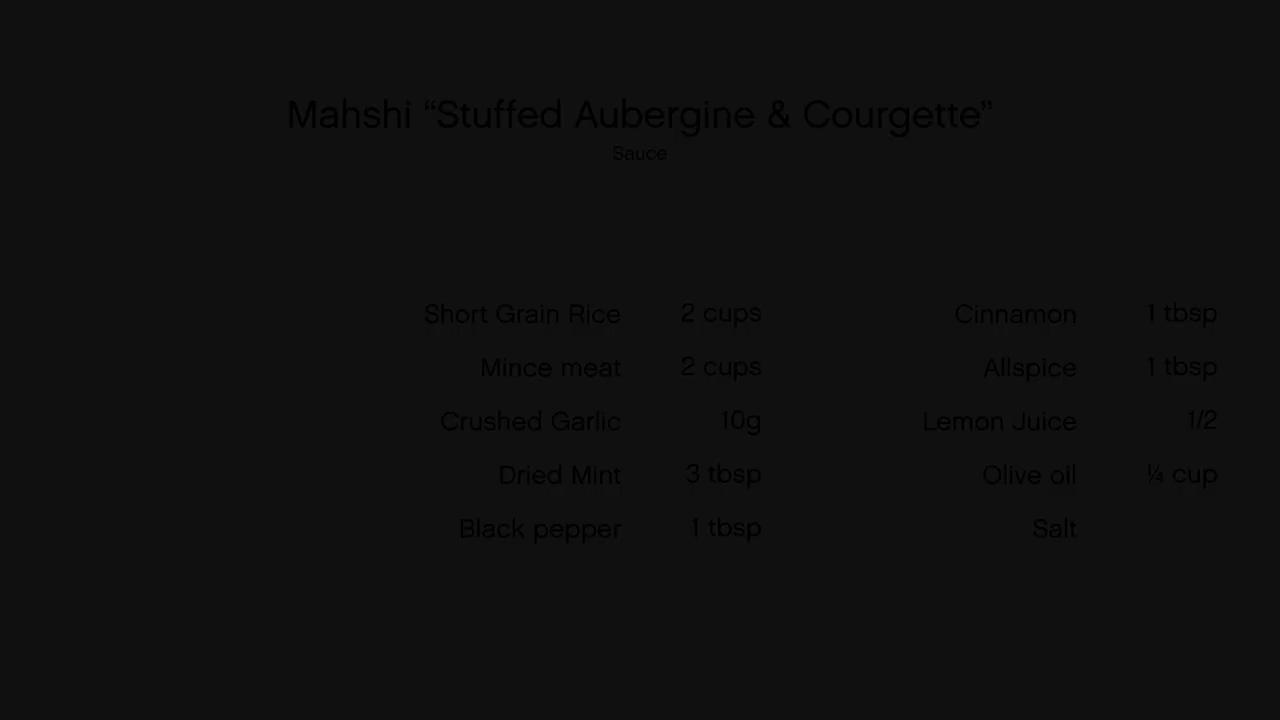 Mahshi “Stuffed Aubergine & Courgette”
Sauce
Short Grain Rice 2 cups
Mince meat 2 cups
Crushed Garlic 10g
Dried Mint 3 tbsp
Black pepper 1 tbsp
Cinnamon 1 tbsp
Allspice 1 tbsp
Lemon Juice 1/2
Olive oil ¼ cup
Salt